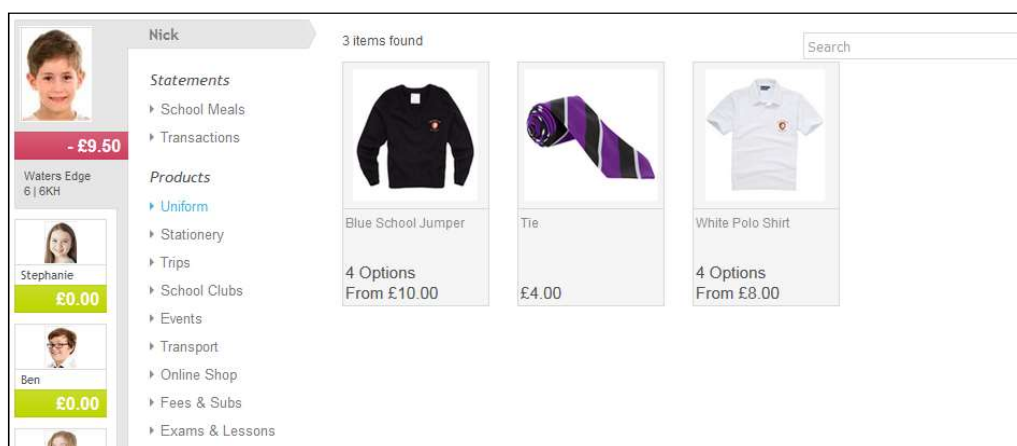 - £9.50
Waters Edge
6 | 6KH
Stephanie
£0.00
Ben
£0.00
Nick
Statements
School Meals
Transactions
Products
Uniform
Stationery
Trips
School Clubs
Events
Transport
Online Shop
Fees & Subs
Exams & Lessons
3 items found
Search
Blue School Jumper
4 Options
From £10.00
Tie
£4.00
White Polo Shirt
4 Options
From £8.00